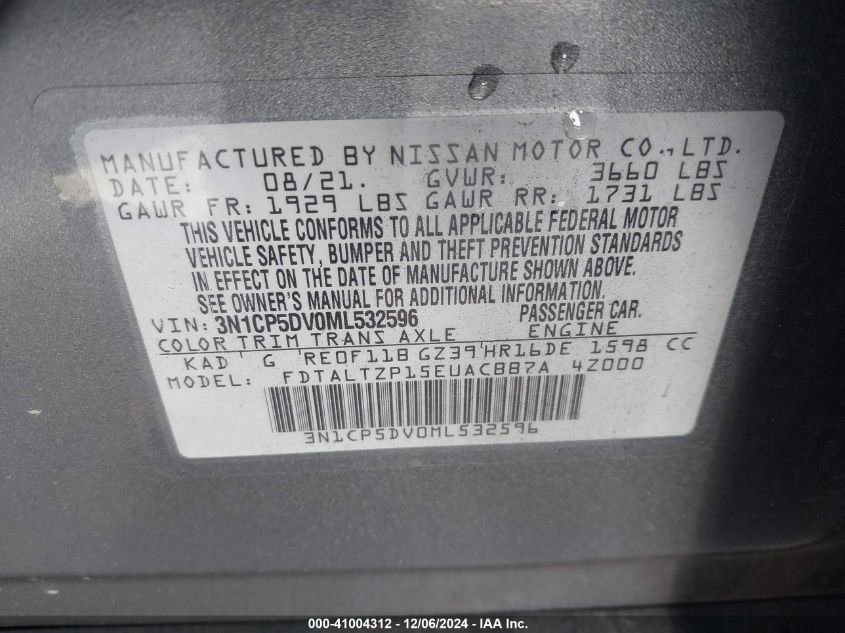 MANUFACTURED BY NISSAN MOTOR CO., LTD.
DATE: 08/21. GVWR: 3660 LBS
GAWR FR: 1929 LBS GAWR RR: 1731 LBS
THIS VEHICLE CONFORMS TO ALL APPLICABLE FEDERAL MOTOR
VEHICLE SAFETY, BUMPER AND THEFT PREVENTION STANDARDS
IN EFFECT ON THE DATE OF MANUFACTURE SHOWN ABOVE.
SEE OWNER'S MANUAL FOR ADDITIONAL INFORMATION.
VIN: 3N1CP5DV0ML532596 PASSENGER CAR.
COLOR TRIM TRANS AXLE ENGINE
KAD G RE0F11B GZ39 HR16DE 1598 CC
MODEL: FDTALTZP15EUACBB7A 4Z000
3N1CP5DV0ML532596
000-41004312 - 12/06/2024 - IAA Inc.